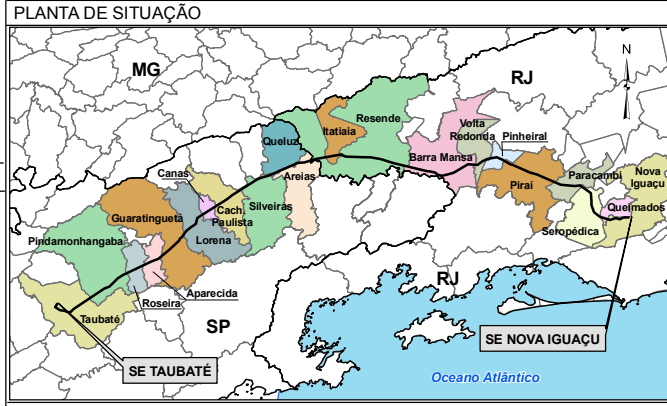 PLANTA DE SITUAÇÃO
MG
RJ
N
Resende
Itatiaia
Volta
Redonda
Pinheiral
Queluz
Barra Mansa
Canas
Areias
Paracambi
Nova
Iguaçu
Piraí
Guaratinguetá
Cach.
Paulista
Silveiras
Queimados
Seropédica
Pindamonhangaba
Lorena
RJ
Aparecida
Roseira
Taubaté
SP
SE TAUBATÉ
SE NOVA IGUAÇU
Oceano Atlântico